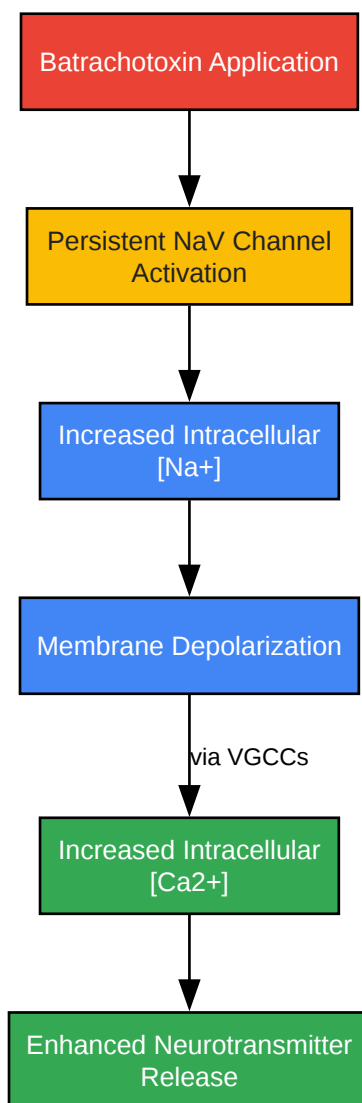 Batrachotoxin Application
Persistent NaV Channel
Activation
Increased Intracellular
[Na+]
Membrane Depolarization
via VGCCs
Increased Intracellular
[Ca2+]
Enhanced Neurotransmitter
Release